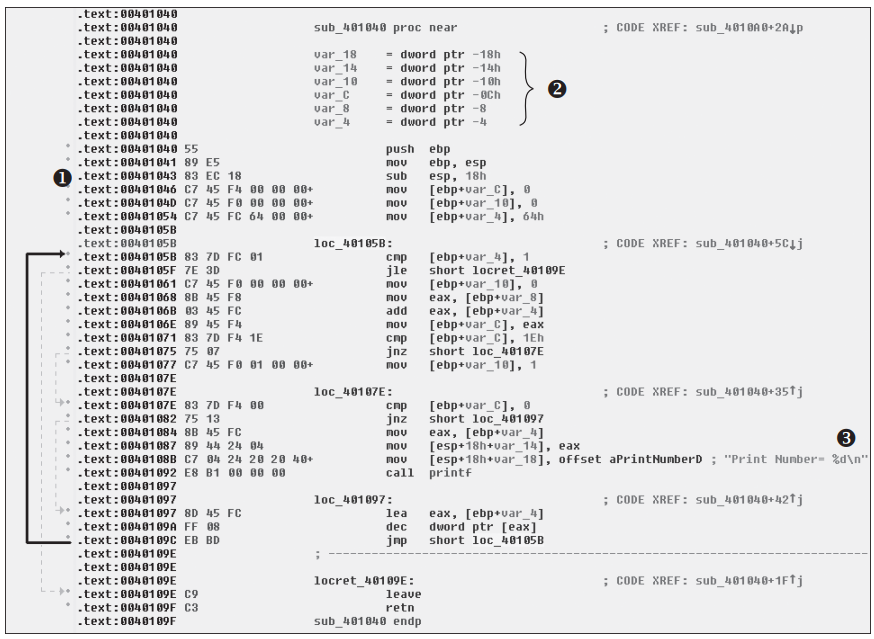 .text:00401040
.text:00401040 sub_401040 proc near ; CODE XREF: sub_4010A0+2A↓p
.text:00401040
.text:00401040 var_18 = dword ptr -18h
.text:00401040 var_14 = dword ptr -14h
.text:00401040 var_10 = dword ptr -10h ❷
.text:00401040 var_C = dword ptr -0Ch
.text:00401040 var_8 = dword ptr -8
.text:00401040 var_4 = dword ptr -4
.text:00401040
.text:00401040 55 push ebp
.text:00401041 89 E5 mov ebp, esp
❶ .text:00401043 83 EC 18 sub esp, 18h
.text:00401046 C7 45 F4 00 00 00+ mov [ebp+var_C], 0
.text:0040104D C7 45 F0 00 00 00+ mov [ebp+var_10], 0
.text:00401054 C7 45 FC 64 00 00+ mov [ebp+var_4], 64h
.text:0040105B
.text:0040105B loc_40105B: ; CODE XREF: sub_401040+5C↓j
.text:0040105B 83 7D FC 01 cmp [ebp+var_4], 1
.text:0040105F 7E 3D jle short locret_40109E
.text:00401061 C7 45 F0 00 00 00+ mov [ebp+var_10], 0
.text:00401068 8B 45 F8 mov eax, [ebp+var_8]
.text:0040106B 03 45 FC add eax, [ebp+var_4]
.text:0040106E 89 45 F4 mov [ebp+var_C], eax
.text:00401071 83 7D F4 1E cmp [ebp+var_C], 1Eh
.text:00401075 75 07 jnz short loc_40107E
.text:00401077 C7 45 F0 01 00 00+ mov [ebp+var_10], 1
.text:0040107E
.text:0040107E loc_40107E: ; CODE XREF: sub_401040+35↑j
.text:0040107E 83 7D F4 00 cmp [ebp+var_C], 0
.text:00401082 75 13 jnz short loc_401097
.text:00401084 8B 45 FC mov eax, [ebp+var_4]
.text:00401087 89 44 24 04 mov [esp+18h+var_14], eax ❸
.text:0040108B C7 04 24 20 20 40+ mov [esp+18h+var_18], offset aPrintNumberD ; "Print Number= %d\n"
.text:00401092 E8 B1 00 00 00 call printf
.text:00401097
.text:00401097 loc_401097: ; CODE XREF: sub_401040+42↑j
.text:00401097 8D 45 FC lea eax, [ebp+var_4]
.text:0040109A FF 08 dec dword ptr [eax]
.text:0040109C EB BD jmp short loc_40105B
.text:0040109E ; ---------------------------------------------------------------------------
.text:0040109E
.text:0040109E locret_40109E: ; CODE XREF: sub_401040+1F↑j
.text:0040109E C9 leave
.text:0040109F C3 retn
.text:0040109F sub_401040 endp